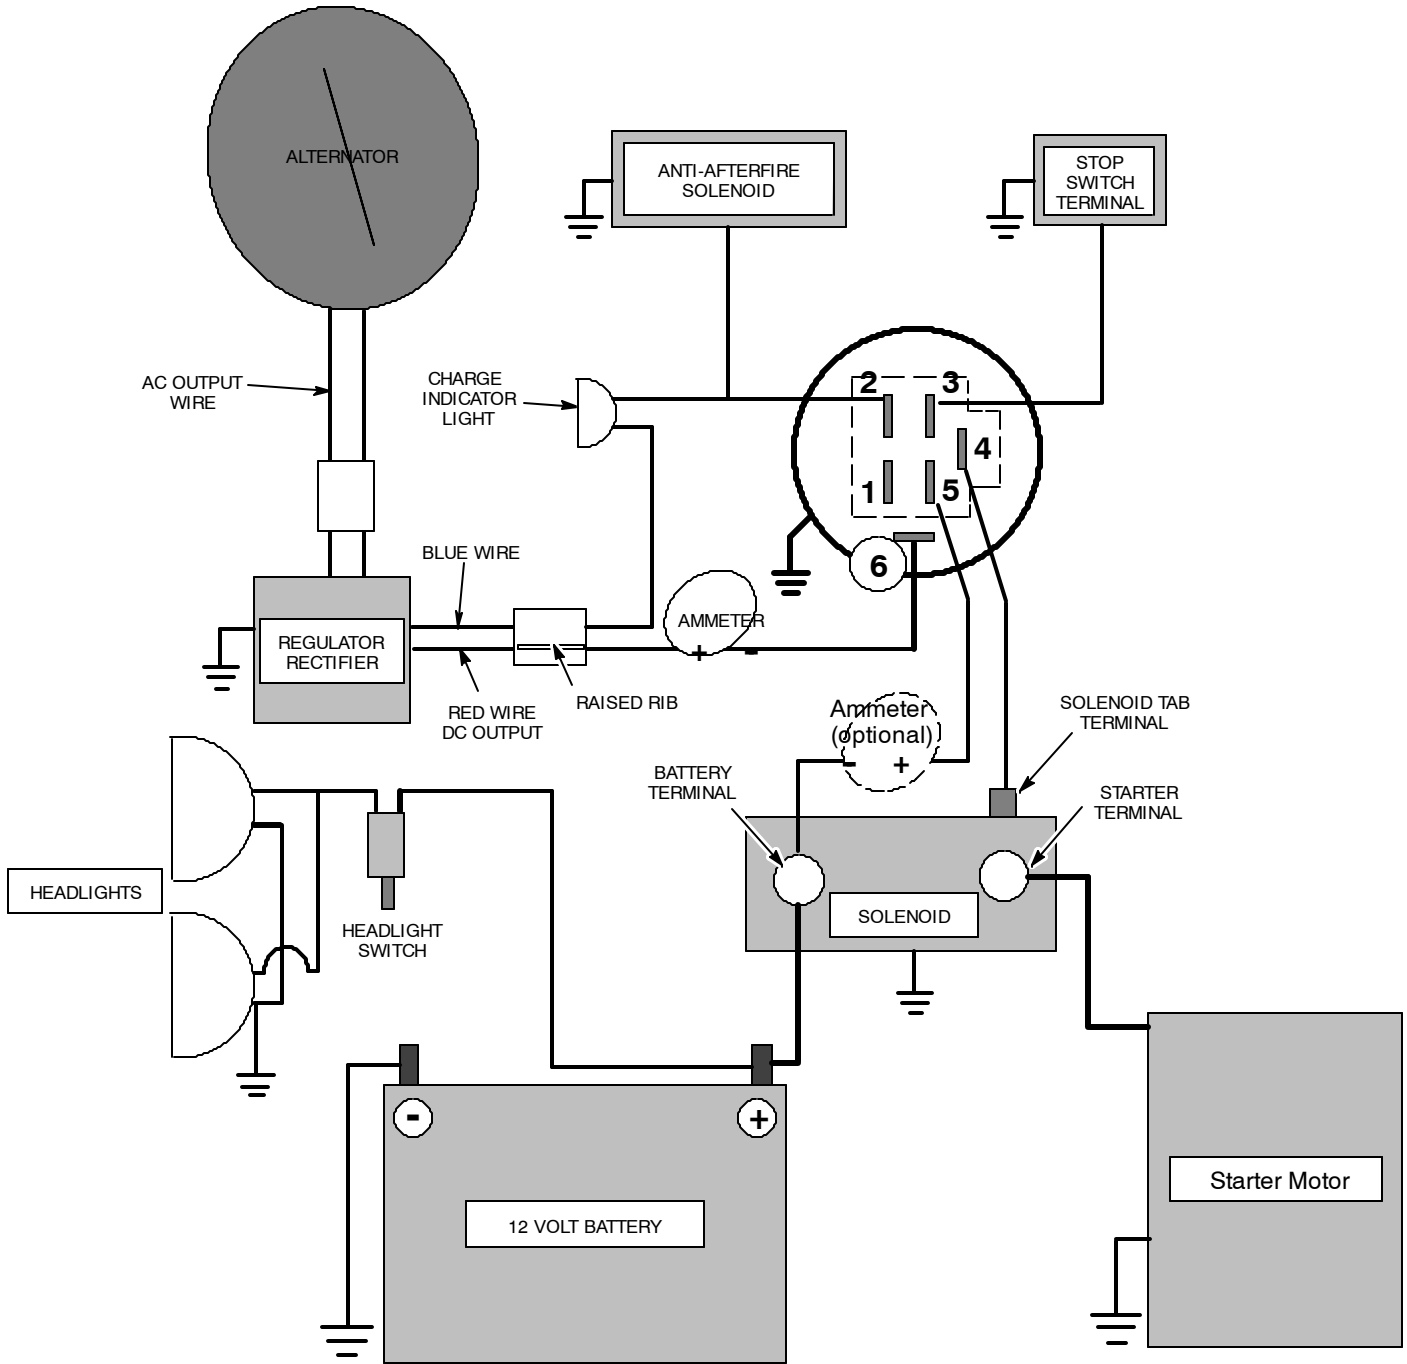 ALTERNATOR
ANTI-AFTERFIRE
SOLENOID
STOP
SWITCH
TERMINAL
AC OUTPUT
WIRE
CHARGE
INDICATOR
LIGHT
2
3
4
1
5
6
BLUE WIRE
AMMETER
+
-
REGULATOR
RECTIFIER
RAISED RIB
RED WIRE
DC OUTPUT
Ammeter
(optional)
-
+
SOLENOID TAB
TERMINAL
BATTERY
TERMINAL
STARTER
TERMINAL
HEADLIGHTS
SOLENOID
HEADLIGHT
SWITCH
-
+
Starter Motor
12 VOLT BATTERY